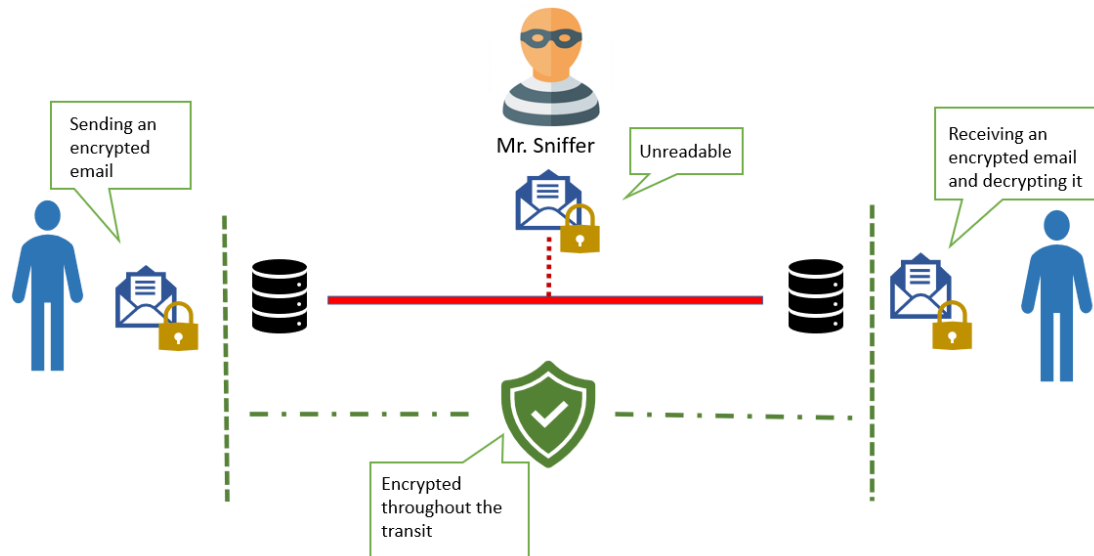 Sending an
encrypted
email
Mr. Sniffer
Unreadable
Receiving an
encrypted email
and decrypting it
Encrypted
throughout the
transit